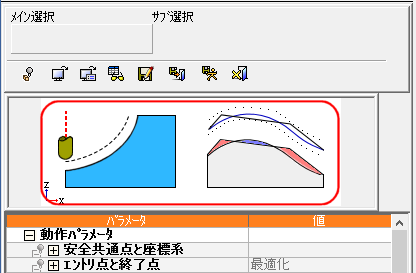 ﾒｲﾝ選択 ｻﾌﾞ選択
z
x
ﾊﾟﾗﾒｰﾀ 値
動作ﾊﾟﾗﾒｰﾀ
安全共通点と座標系
ｴﾝﾄﾘ点と終了点 最適化